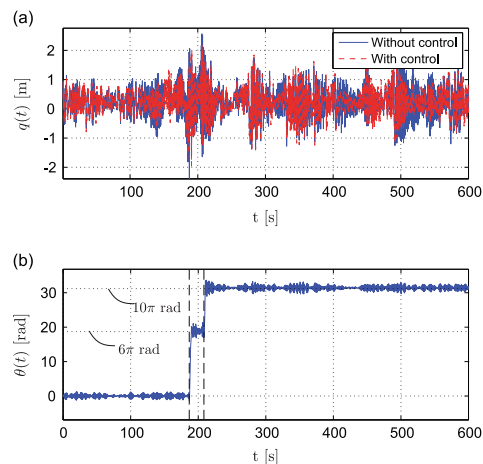 (a)
Without control
With control
q(t) [m]
2
1
0
-1
-2
100 200 300 400 500 600
t [s]
(b)
θ(t) [rad]
30
20
10
0
10π rad
6π rad
0 100 200 300 400 500 600
t [s]